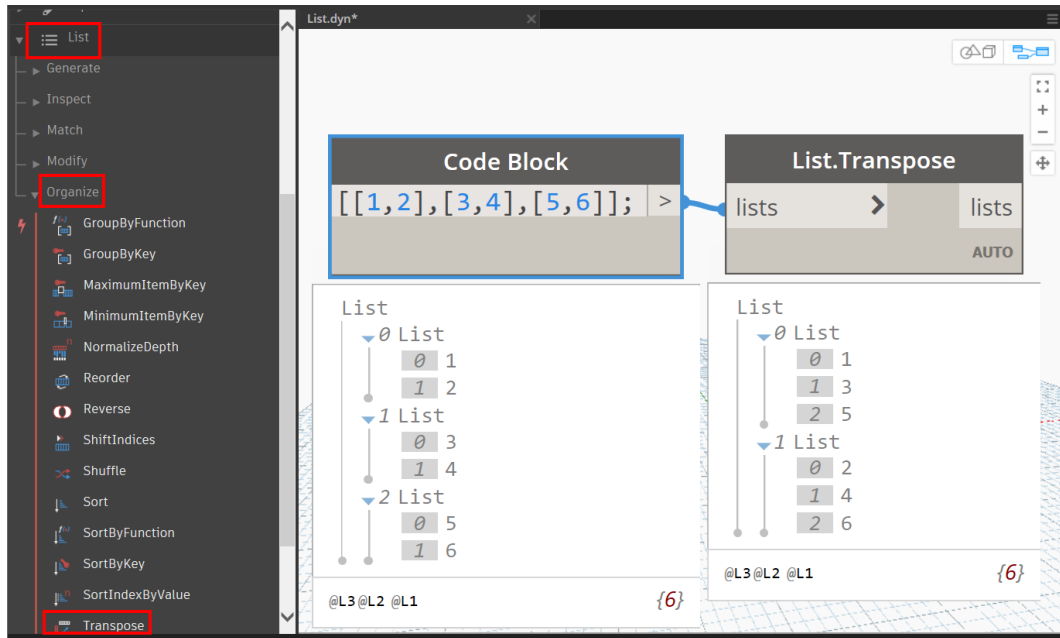 List.dyn*
List
Generate
Inspect
Match
Modify
Organize
GroupByFunction
GroupByKey
MaximumItemByKey
MinimumItemByKey
NormalizeDepth
Reorder
Reverse
ShiftIndices
Shuffle
Sort
SortByFunction
SortByKey
SortIndexByValue
Transpose
Code Block
[[1,2],[3,4],[5,6]]; >
List
0 List
0 1
1 2
1 List
0 3
1 4
2 List
0 5
1 6
@L3 @L2 @L1 {6}
List.Transpose
lists > lists
AUTO
List
0 List
0 1
1 3
2 5
1 List
0 2
1 4
2 6
@L3 @L2 @L1 {6}